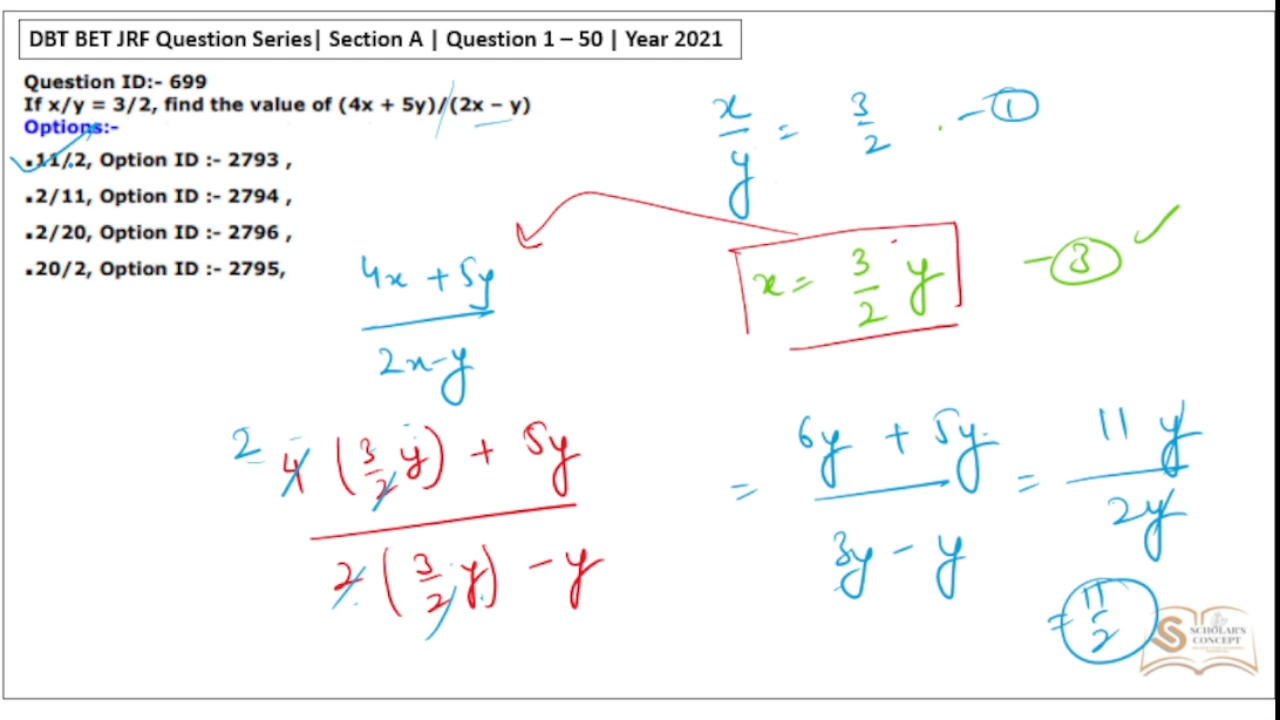 DBT BET JRF Question Series| Section A | Question 1 – 50 | Year 2021
Question ID:- 699
If x/y = 3/2, find the value of (4x + 5y)/(2x – y)
Options:-
.11/2, Option ID :- 2793 ,
.2/11, Option ID :- 2794 ,
.2/20, Option ID :- 2796 ,
.20/2, Option ID :- 2795,
x/y = 3/2 - ①
x = 3/2 y - ③
4x + 5y
2x-y
2
4 (3/2 y) + 5y
2 (3/2 y) - y
= 6y + 5y = 11 y
3y - y 2y
= 11/2
SCHOLAR'S
CONCEPT